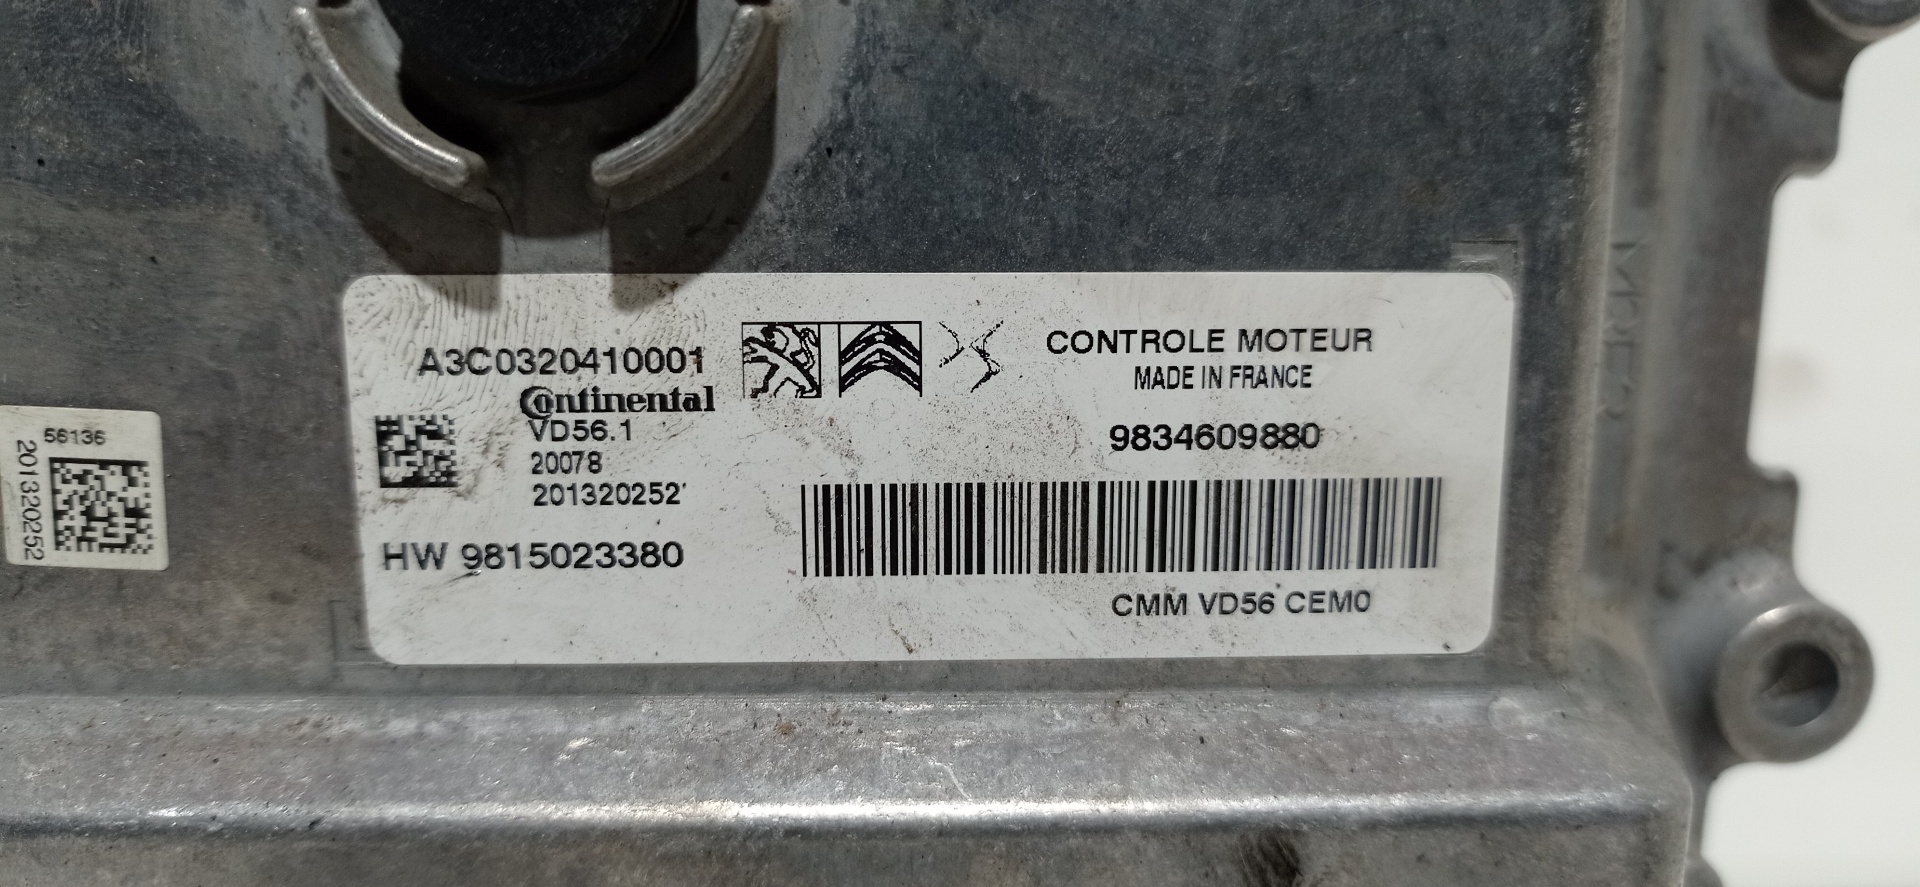 A3C0320410001
Continental
VD56.1
20078
201320252
HW 9815023380
CONTROLE MOTEUR
MADE IN FRANCE
9834609880
CMM VD56 CEM0
56136
201320252